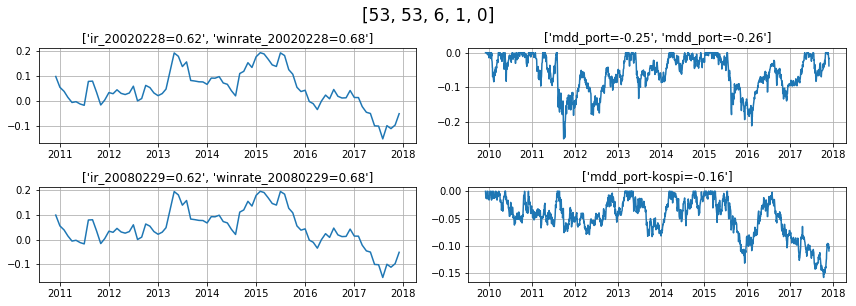 [53, 53, 6, 1, 0]
['ir_20020228=0.62', 'winrate_20020228=0.68']
0.2
0.1
0.0
−0.1
2011 2012 2013 2014 2015 2016 2017 2018
['mdd_port=-0.25', 'mdd_port=-0.26']
0.0
−0.1
−0.2
2010 2011 2012 2013 2014 2015 2016 2017 2018
['ir_20080229=0.62', 'winrate_20080229=0.68']
0.2
0.1
0.0
−0.1
2011 2012 2013 2014 2015 2016 2017 2018
['mdd_port-kospi=-0.16']
0.00
−0.05
−0.10
−0.15
2010 2011 2012 2013 2014 2015 2016 2017 2018